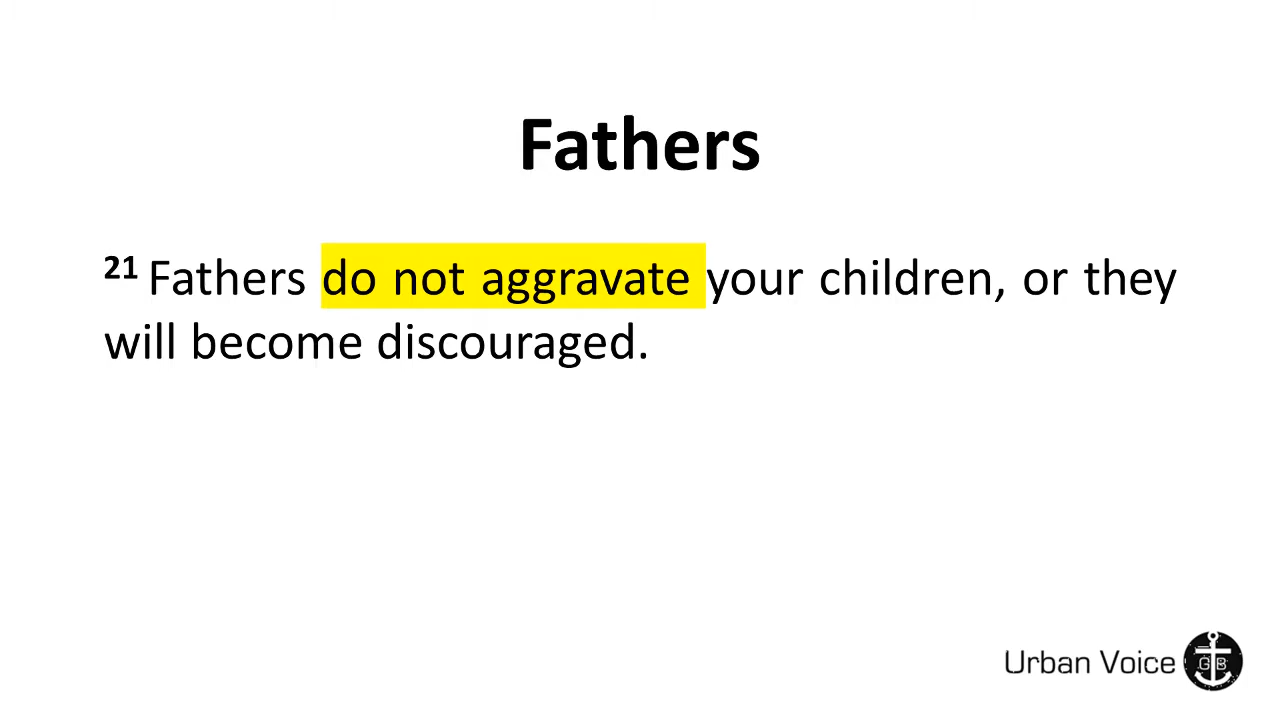 Fathers
21 Fathers do not aggravate your children, or they
will become discouraged.
Urban Voice
G B